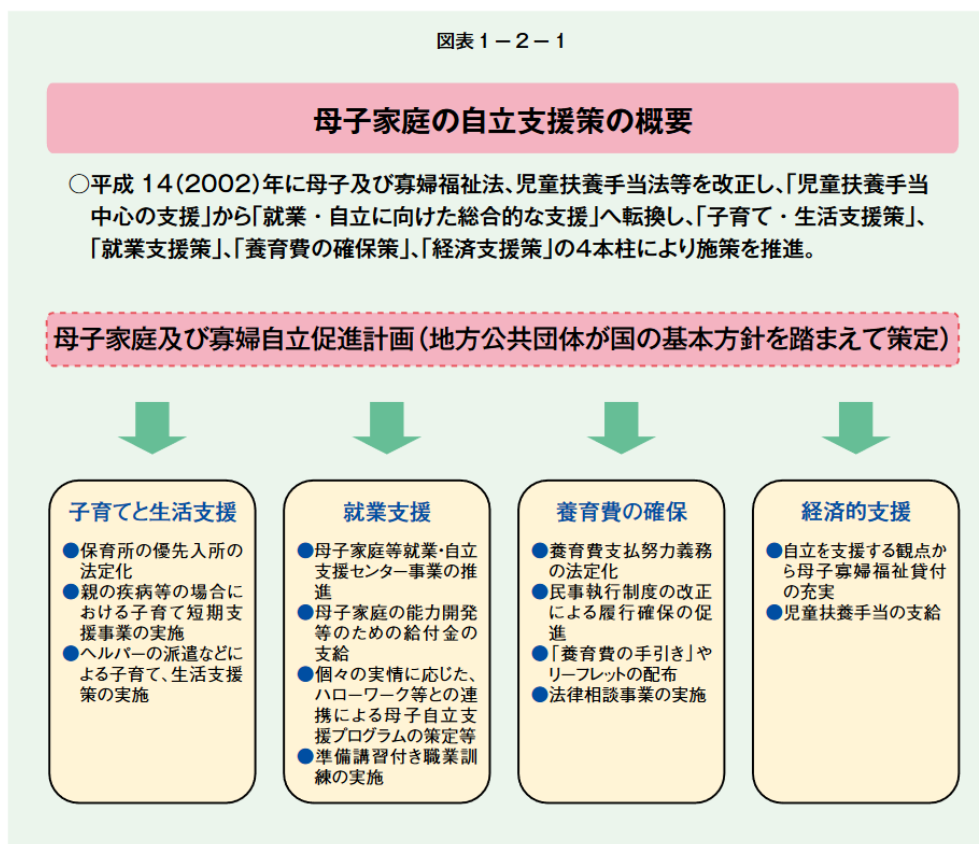 図表1－2－1
母子家庭の自立支援策の概要
○平成 14(2002)年に母子及び寡婦福祉法、児童扶養手当法等を改正し、「児童扶養手当
中心の支援」から「就業・自立に向けた総合的な支援」へ転換し、「子育て・生活支援策」、
「就業支援策」、「養育費の確保策」、「経済支援策」の4本柱により施策を推進。
母子家庭及び寡婦自立促進計画（地方公共団体が国の基本方針を踏まえて策定）
子育てと生活支援
●保育所の優先入所の
法定化
●親の疾病等の場合に
おける子育て短期支
援事業の実施
●ヘルパーの派遣などに
よる子育て、生活支援
策の実施
就業支援
●母子家庭等就業・自立
支援センター事業の推
進
●母子家庭の能力開発
等のための給付金の
支給
●個々の実情に応じた、
ハローワーク等との連
携による母子自立支
援プログラムの策定等
●準備講習付き職業訓
練の実施
養育費の確保
●養育費支払努力義務
の法定化
●民事執行制度の改正
による履行確保の促
進
●「養育費の手引き」や
リーフレットの配布
●法律相談事業の実施
経済的支援
●自立を支援する観点か
ら母子寡婦福祉貸付
の充実
●児童扶養手当の支給